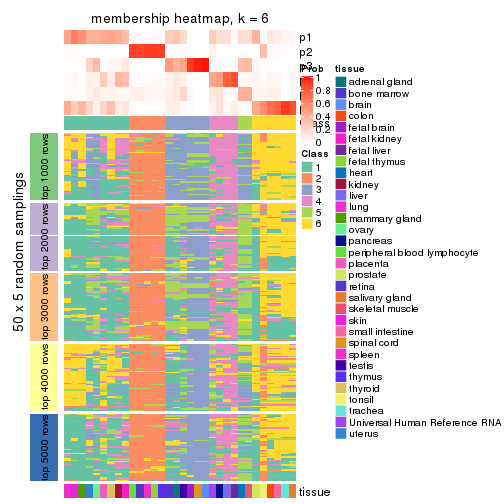 membership heatmap, k = 6
p1
p2
p3
Prob
1
0.8
0.6
0.4
0.2
0
Class
1
2
3
4
5
6
tissue
adrenal gland
bone marrow
brain
colon
fetal brain
fetal kidney
fetal liver
fetal thymus
heart
kidney
liver
lung
mammary gland
ovary
pancreas
peripheral blood lymphocyte
placenta
prostate
retina
salivary gland
skeletal muscle
skin
small intestine
spinal cord
spleen
testis
thymus
thyroid
tonsil
trachea
Universal Human Reference RNA
uterus
50 x 5 random samplings
top 1000 rows
top 2000 rows
top 3000 rows
top 4000 rows
top 5000 rows
tissue